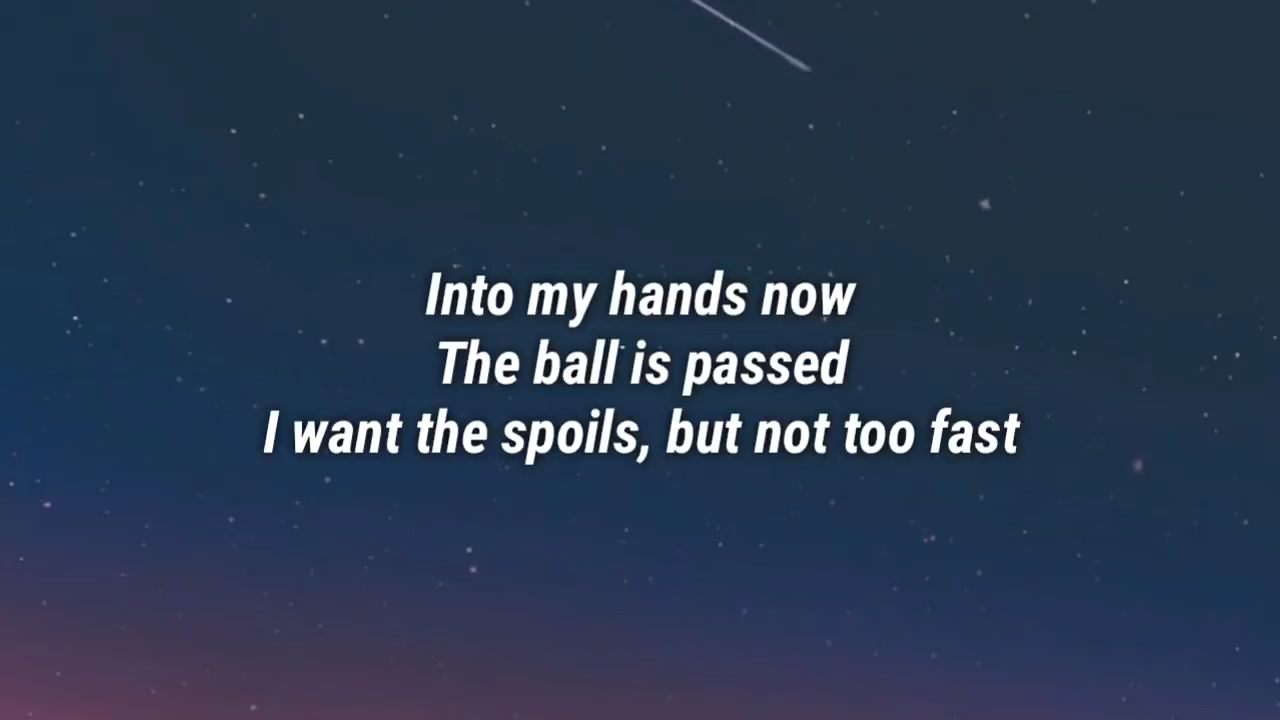 Into my hands now
The ball is passed
I want the spoils, but not too fast